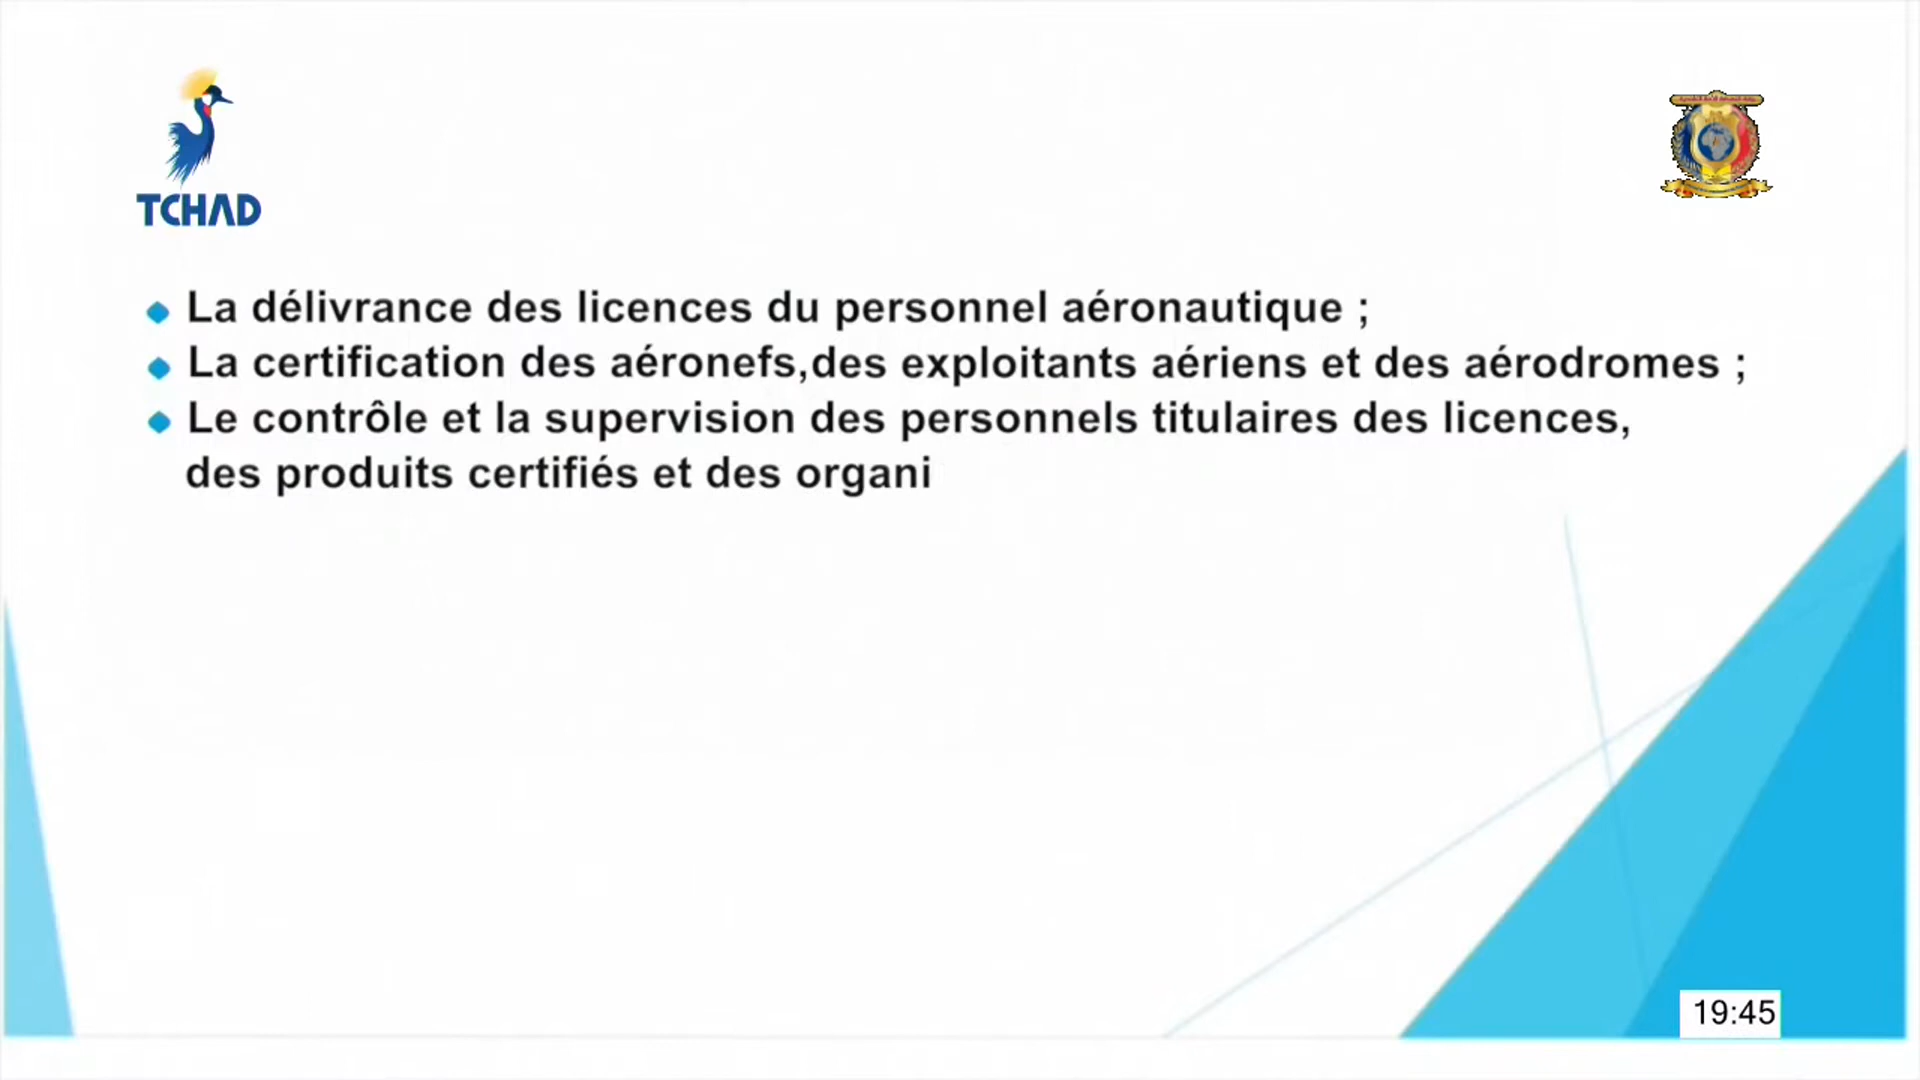 TCHAD
La délivrance des licences du personnel aéronautique ;
La certification des aéronefs,des exploitants aériens et des aérodromes ;
Le contrôle et la supervision des personnels titulaires des licences,
des produits certifiés et des organi
19:45